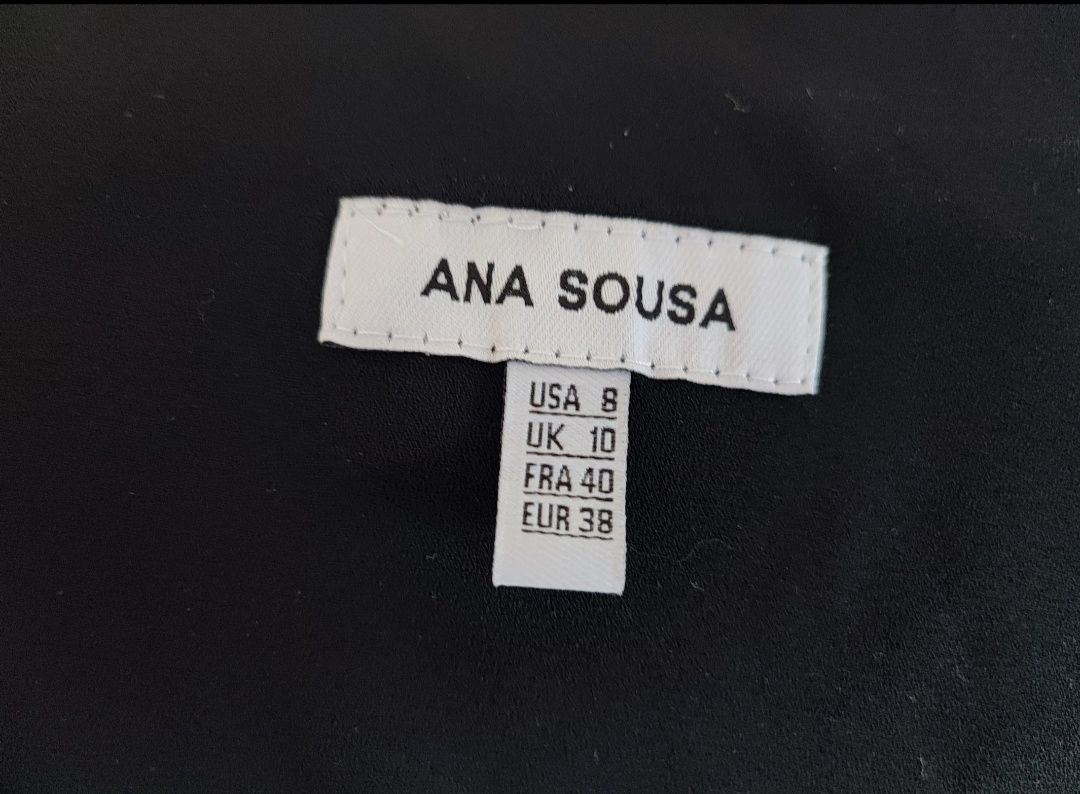 ANA SOUSA
USA 8
UK 10
FRA 40
EUR 38